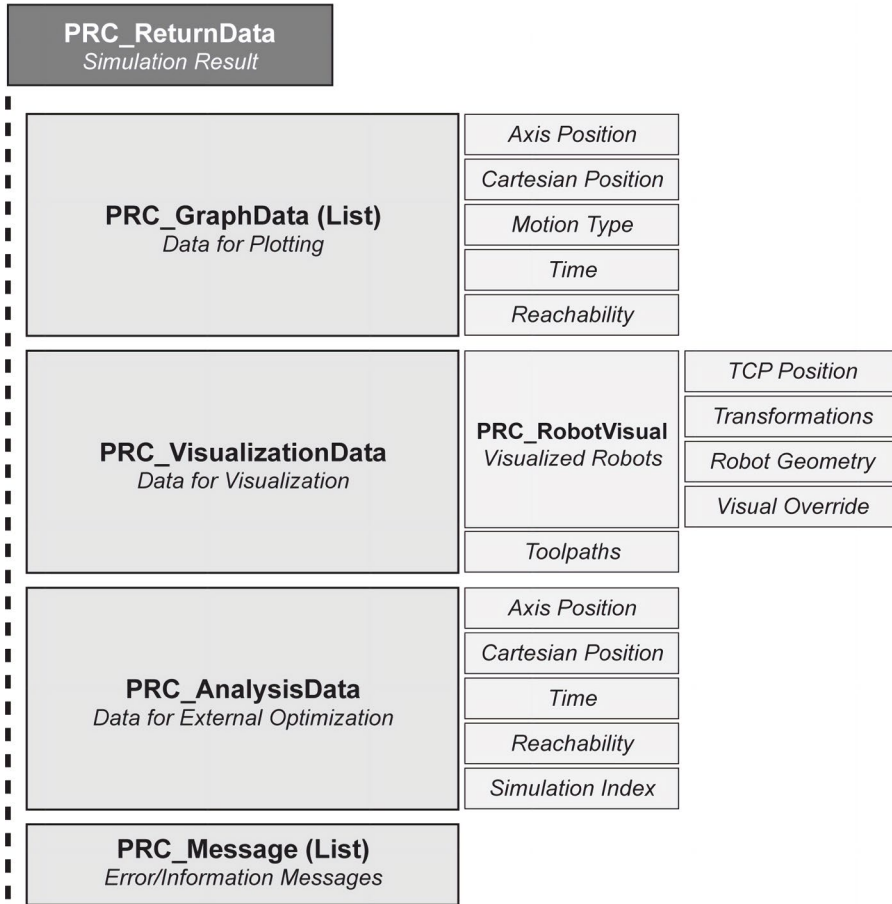 PRC_ReturnData
Simulation Result
PRC_GraphData (List)
Data for Plotting
Axis Position
Cartesian Position
Motion Type
Time
Reachability
PRC_VisualizationData
Data for Visualization
PRC_RobotVisual
Visualized Robots
TCP Position
Transformations
Robot Geometry
Visual Override
Toolpaths
PRC_AnalysisData
Data for External Optimization
Axis Position
Cartesian Position
Time
Reachability
Simulation Index
PRC_Message (List)
Error/Information Messages